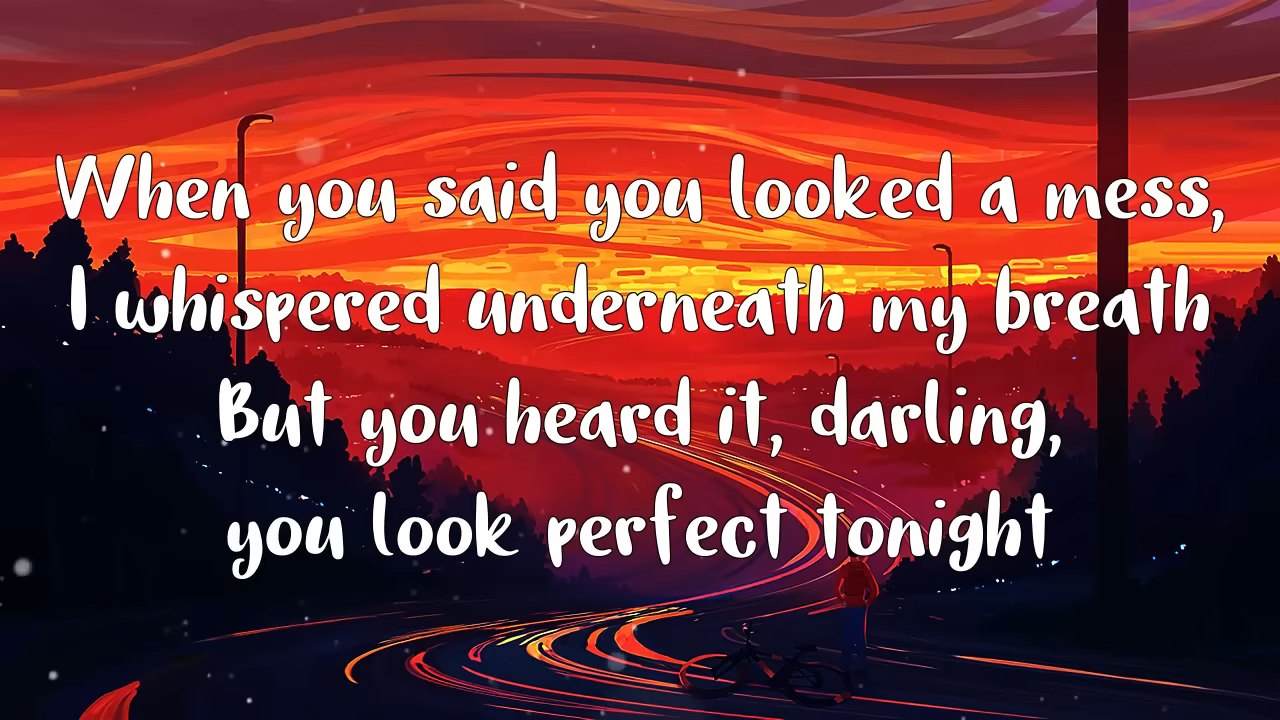 When you said you looked a mess,
I whispered underneath my breath
But you heard it, darling,
you look perfect tonight